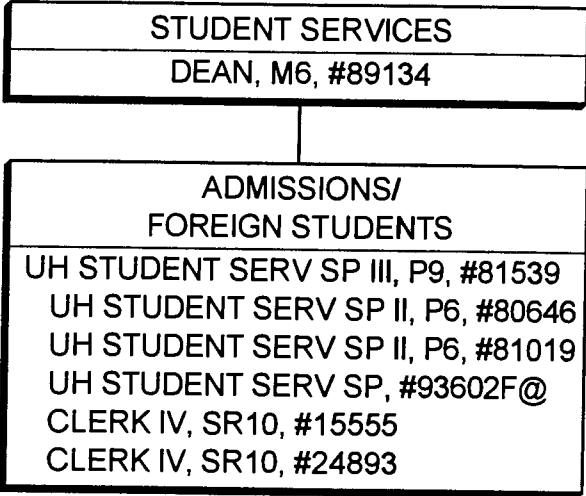 STUDENT SERVICES
DEAN, M6, #89134
ADMISSIONS/
FOREIGN STUDENTS
UH STUDENT SERV SP III, P9, #81539
UH STUDENT SERV SP II, P6, #80646
UH STUDENT SERV SP II, P6, #81019
UH STUDENT SERV SP, #93602F@
CLERK IV, SR10, #15555
CLERK IV, SR10, #24893